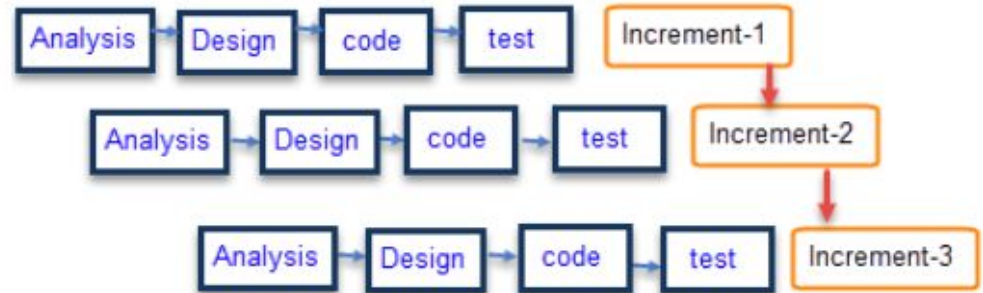 Analysis Design code test Increment-1
Analysis Design code test Increment-2
Analysis Design code test Increment-3